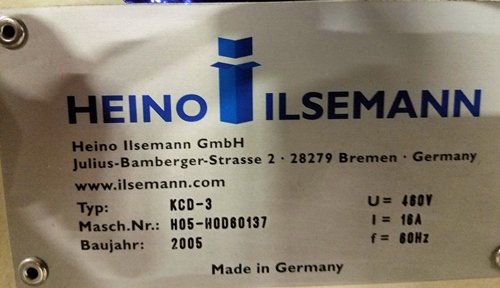 HEINO ILSEMANN
Heino Ilsemann GmbH
Julius-Bamberger-Strasse 2 · 28279 Bremen · Germany
www.ilsemann.com
Typ: KCD-3 U= 460V
Masch.Nr.: H05-H0D60137 I = 16A
Baujahr: 2005 f = 60Hz
Made in Germany